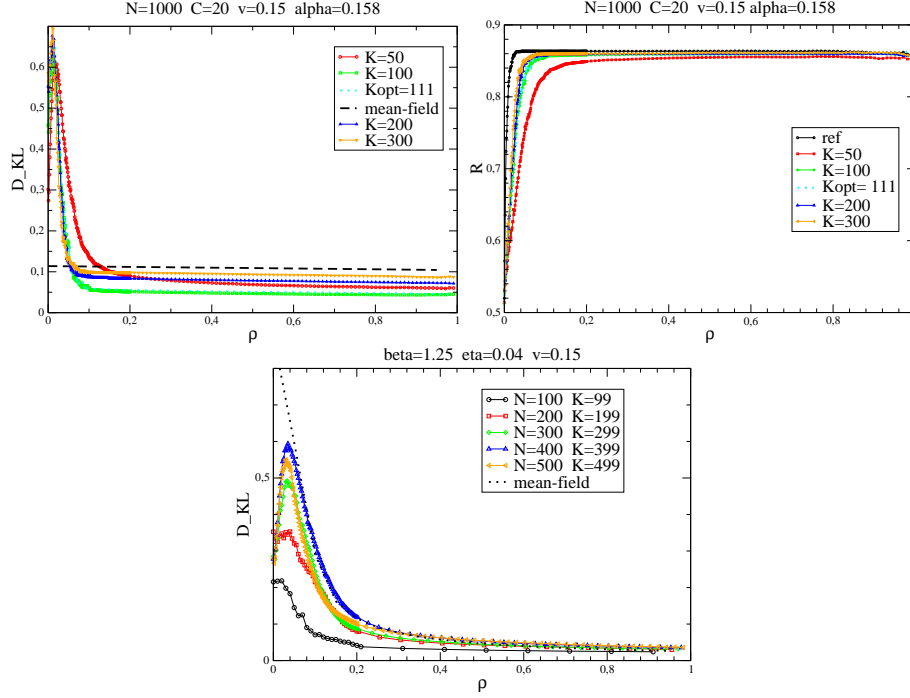 N=1000 C=20 v=0.15 alpha=0.158
K=50
K=100
Kopt=111
mean-field
K=200
K=300
D_KL
0,6
0,5
0,4
0,3
0,2
0,1
0
0
0,2
0,4
0,6
0,8
1
ρ
N=1000 C=20 v=0.15 alpha=0.158
ref
K=50
K=100
Kopt= 111
K=200
K=300
R
0,9
0,8
0,7
0,6
0,5
0
0,2
0,4
0,6
0,8
ρ
beta=1.25 eta=0.04 v=0.15
N=100 K=99
N=200 K=199
N=300 K=299
N=400 K=399
N=500 K=499
mean-field
D_KL
0,5
0
0
0,2
0,4
0,6
0,8
1
ρ